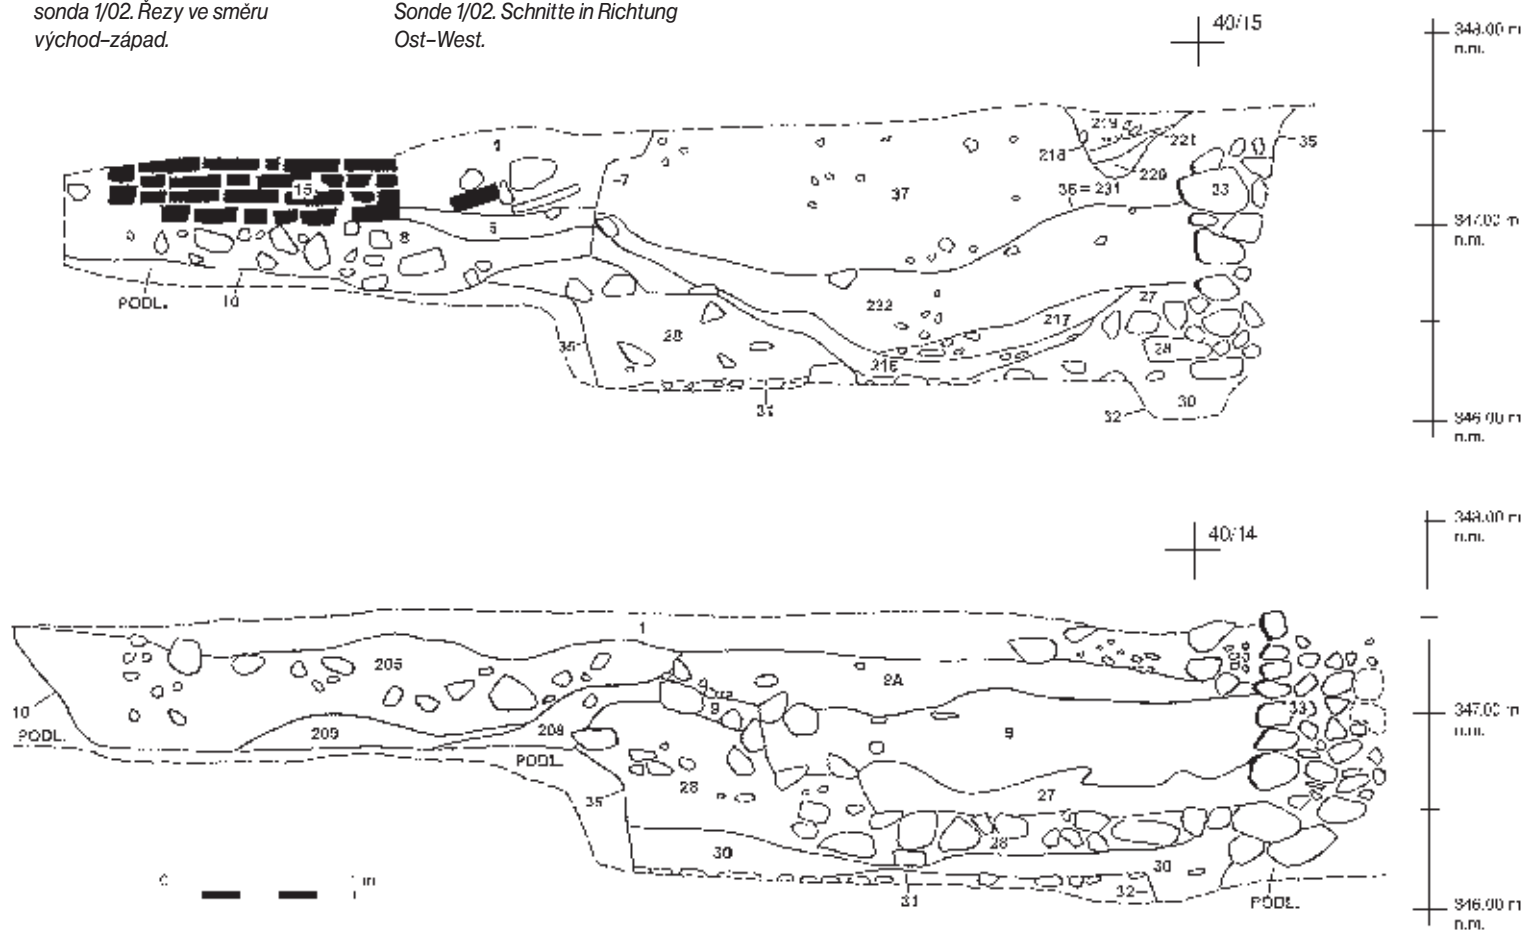 sonda 1/02. Řezy ve směru
východ–západ.
Sonde 1/02. Schnitte in Richtung
Ost–West.
40/15
348.00 m
n.m.
1
219
221
218
220
35
15
7
37
36 = 231
33
5
8
347.00 m
n.m.
PODL.
10
232
27
217
28
35
216
28
31
32
30
346.00 m
n.m.
40/14
348.00 m
n.m.
1
205
2A
9
10
PODL.
209
208
9
33
347.00 m
n.m.
PODL.
28
35
27
28
30
30
0
1 m
31
32
PODL.
346.00 m
n.m.